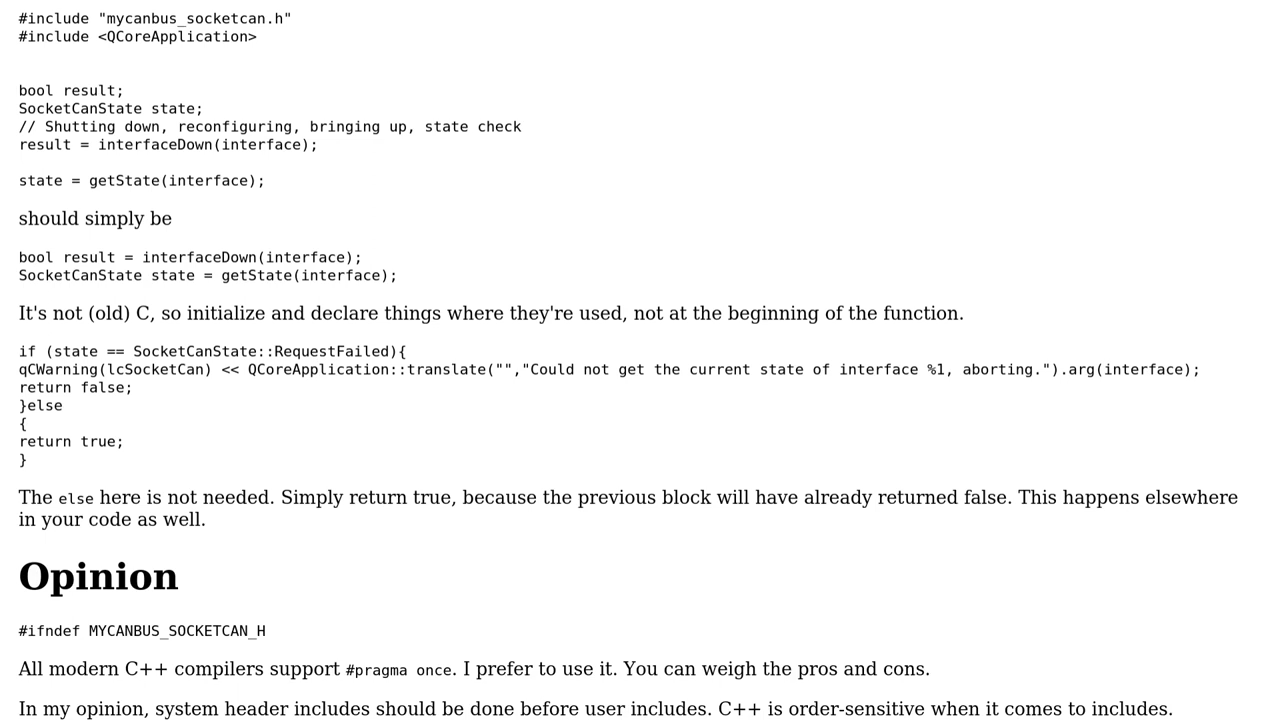 #include "mycanbus_socketcan.h"
#include <QCoreApplication>
bool result;
SocketCanState state;
// Shutting down, reconfiguring, bringing up, state check
result = interfaceDown(interface);
state = getState(interface);
should simply be
bool result = interfaceDown(interface);
SocketCanState state = getState(interface);
It's not (old) C, so initialize and declare things where they're used, not at the beginning of the function.
if (state == SocketCanState::RequestFailed){
qCWarning(lcSocketCan) << QCoreApplication::translate("","Could not get the current state of interface %1, aborting.").arg(interface);
return false;
}else
{
return true;
}
The else here is not needed. Simply return true, because the previous block will have already returned false. This happens elsewhere
in your code as well.
Opinion
#ifndef MYCANBUS_SOCKETCAN_H
All modern C++ compilers support #pragma once. I prefer to use it. You can weigh the pros and cons.
In my opinion, system header includes should be done before user includes. C++ is order-sensitive when it comes to includes.